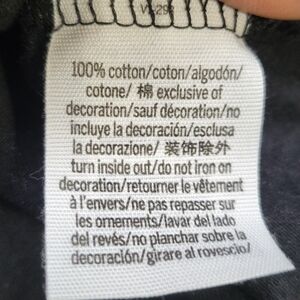 100% cotton/coton/algodón/
cotone/ 棉 exclusive of
decoration/sauf décoration/no
incluye la decoración/esclusa
la decorazione/ 装饰除外
turn inside out/do not iron on
decoration/retourner le vêtement
à l'envers/ne pas repasser sur
les ornements/lavar del lado
del revés/no planchar sobre la
decoración/girare al rovescio/